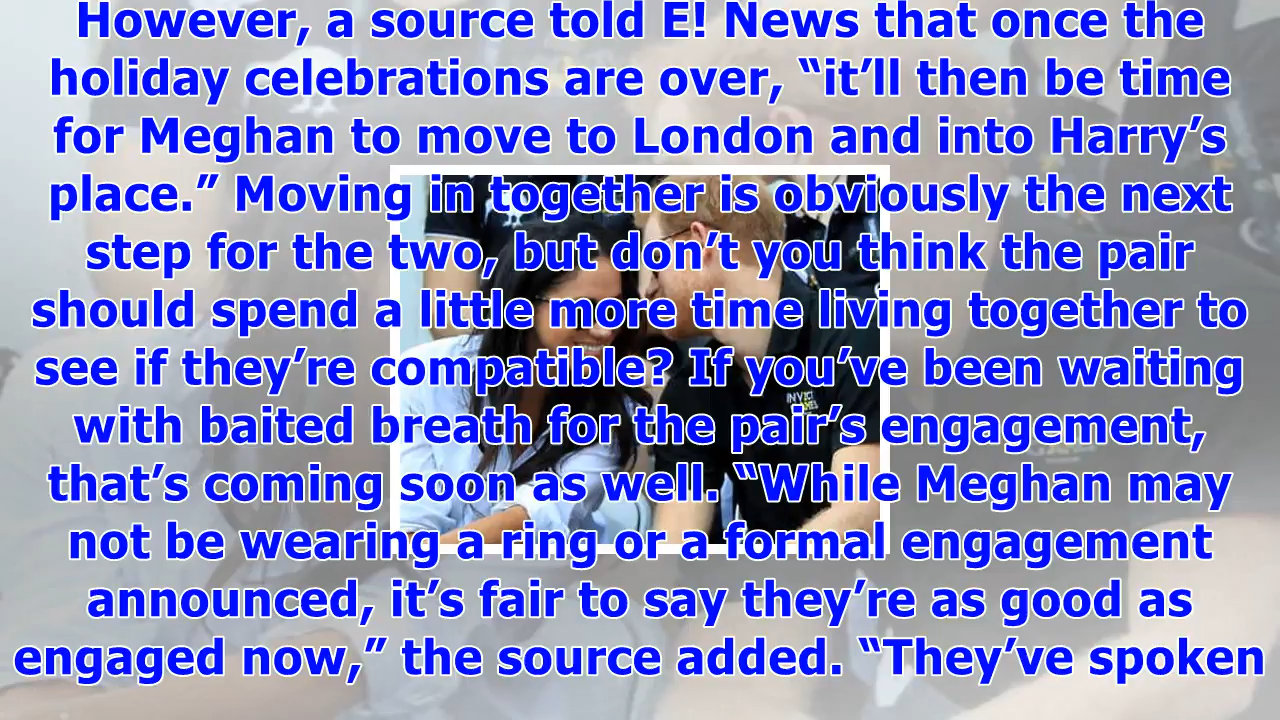 However, a source told E! News that once the
holiday celebrations are over, “it’ll then be time
for Meghan to move to London and into Harry’s
place.” Moving in together is obviously the next
step for the two, but don’t you think the pair
should spend a little more time living together to
see if they’re compatible? If you’ve been waiting
with baited breath for the pair’s engagement,
that’s coming soon as well. “While Meghan may
not be wearing a ring or a formal engagement
announced, it’s fair to say they’re as good as
engaged now,” the source added. “They’ve spoken